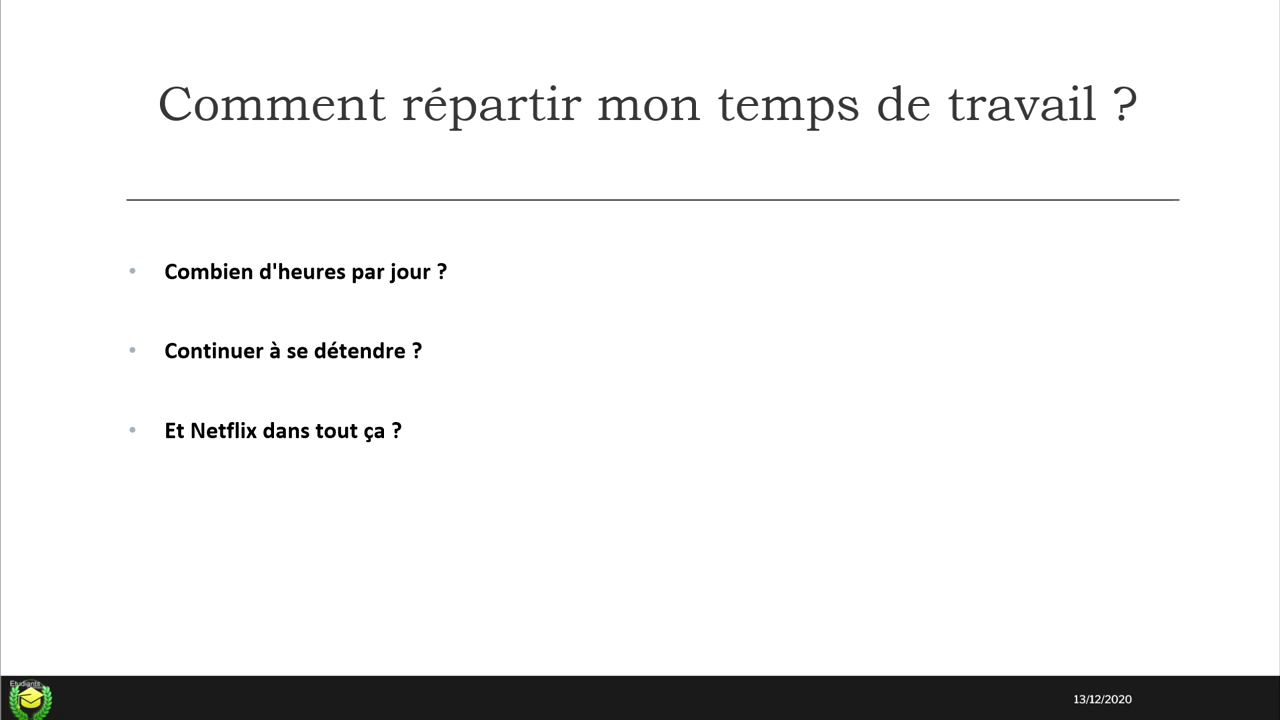 Comment répartir mon temps de travail ?
Combien d'heures par jour ?
Continuer à se détendre ?
Et Netflix dans tout ça ?
Etudiants
13/12/2020